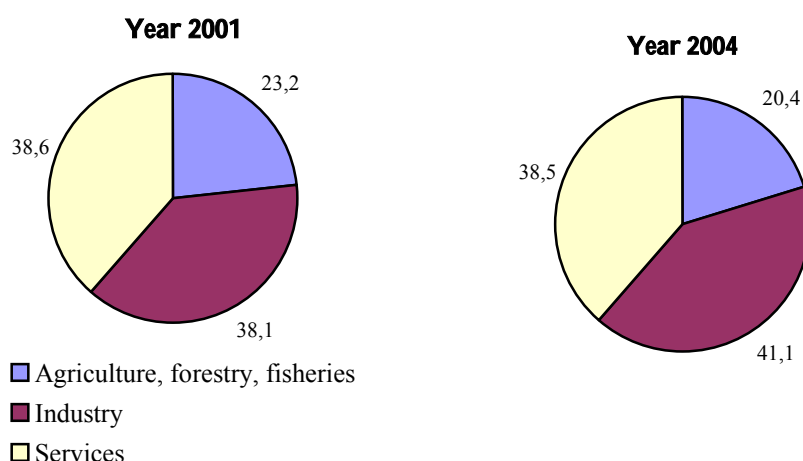 Year 2001
23,2
38,6
38,1
Year 2004
20,4
38,5
41,1
Agriculture, forestry, fisheries
Industry
Services